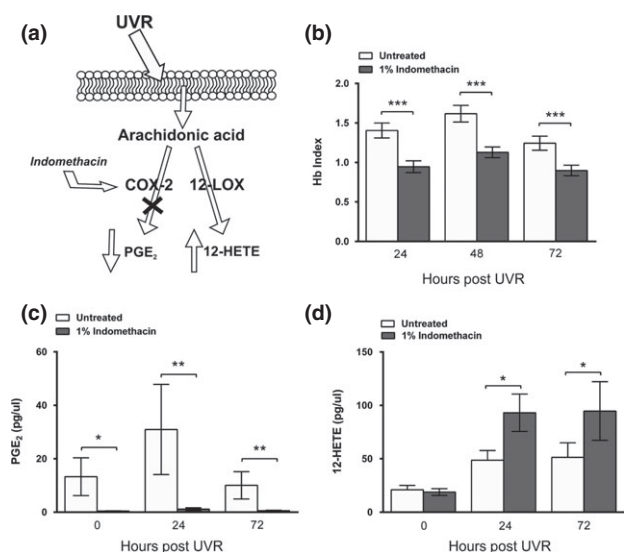 (a)
UVR
Arachidonic acid
Indomethacin
COX-2
12-LOX
PGE₂
12-HETE
(b)
Untreated
1% Indomethacin
Hb Index
2.0
1.5
1.0
0.5
0.0
***
***
***
24 48 72
Hours post UVR
(c)
Untreated
1% Indomethacin
PGE₂ (pg/ul)
60
40
20
0
*
**
**
0 24 72
Hours post UVR
(d)
Untreated
1% Indomethacin
12-HETE (pg/ul)
150
100
50
0
*
*
0 24 72
Hours post UVR